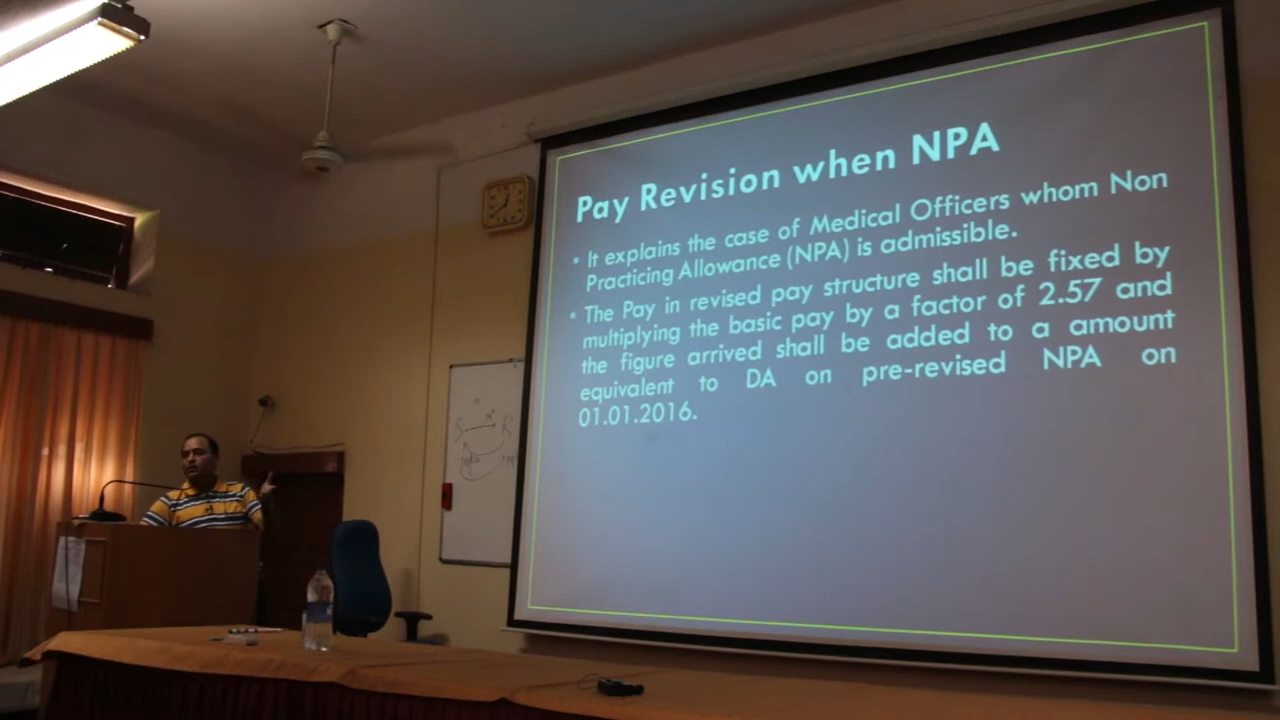 Pay Revision when NPA
• It explains the case of Medical Officers whom Non
Practicing Allowance (NPA) is admissible.
• The Pay in revised pay structure shall be fixed by
multiplying the basic pay by a factor of 2.57 and
the figure arrived shall be added to a amount
equivalent to DA on pre-revised NPA on
01.01.2016.
S R